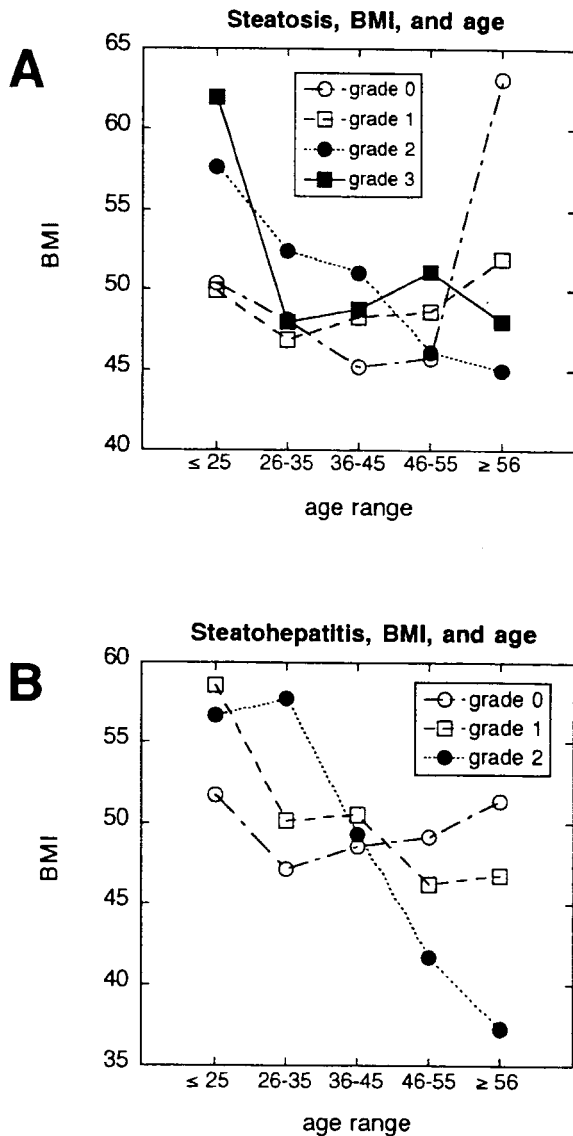 A
Steatosis, BMI, and age
65
60
55
50
45
40
BMI
grade 0
grade 1
grade 2
grade 3
≤ 25 26-35 36-45 46-55 ≥ 56
age range
B
Steatohepatitis, BMI, and age
60
55
50
45
40
35
BMI
grade 0
grade 1
grade 2
≤ 25 26-35 36-45 46-55 ≥ 56
age range